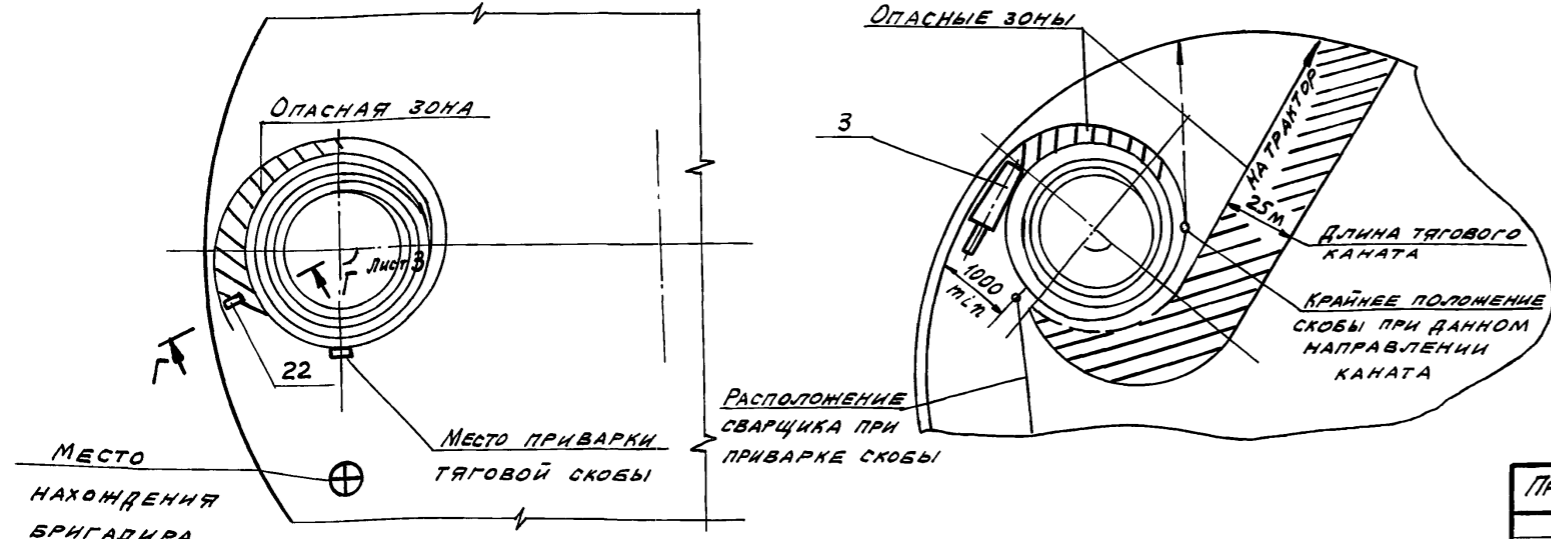 Опасная зона
Г Лист 3
Г
22
Место приварки
тяговой скобы
Место
нахождения
бригадира
Опасные зоны
3
На трактор
25 м
Длина тягового
каната
1000
min
Крайнее положение
скобы при данном
направлении
каната
Расположение
сварщика при
приварке скобы